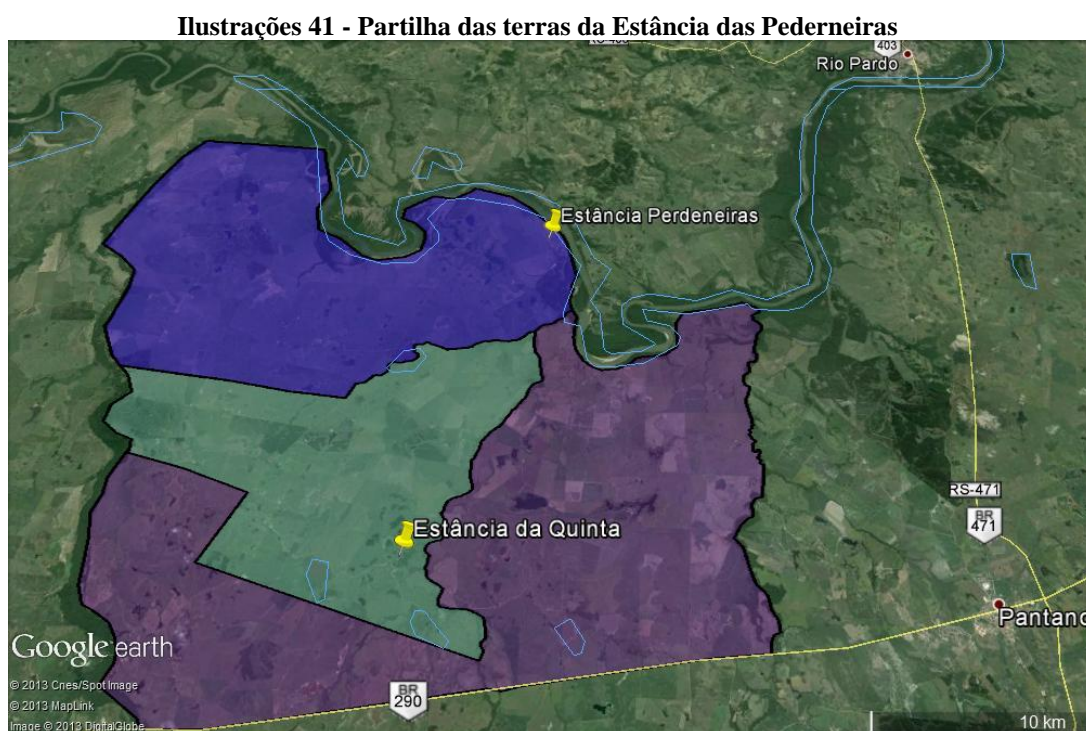 Ilustrações 41 - Partilha das terras da Estância das Pederneiras
403
Rio Pardo
Estância Perdeneiras
Estância da Quinta
RS-471
BR
471
Pantano
Google earth
© 2013 Cnes/Spot Image
© 2013 MapLink
Image © 2013 DigitalGlobe
BR
290
10 km